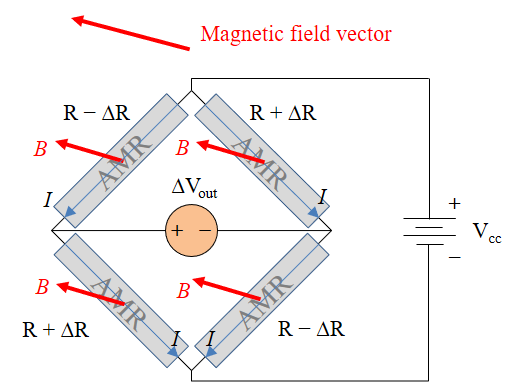 Magnetic field vector
R − ΔR
R + ΔR
B
AMR
B
AMR
I
ΔVout
I
+ −
+
Vcc
−
B
AMR
B
AMR
R + ΔR
I
I
R − ΔR